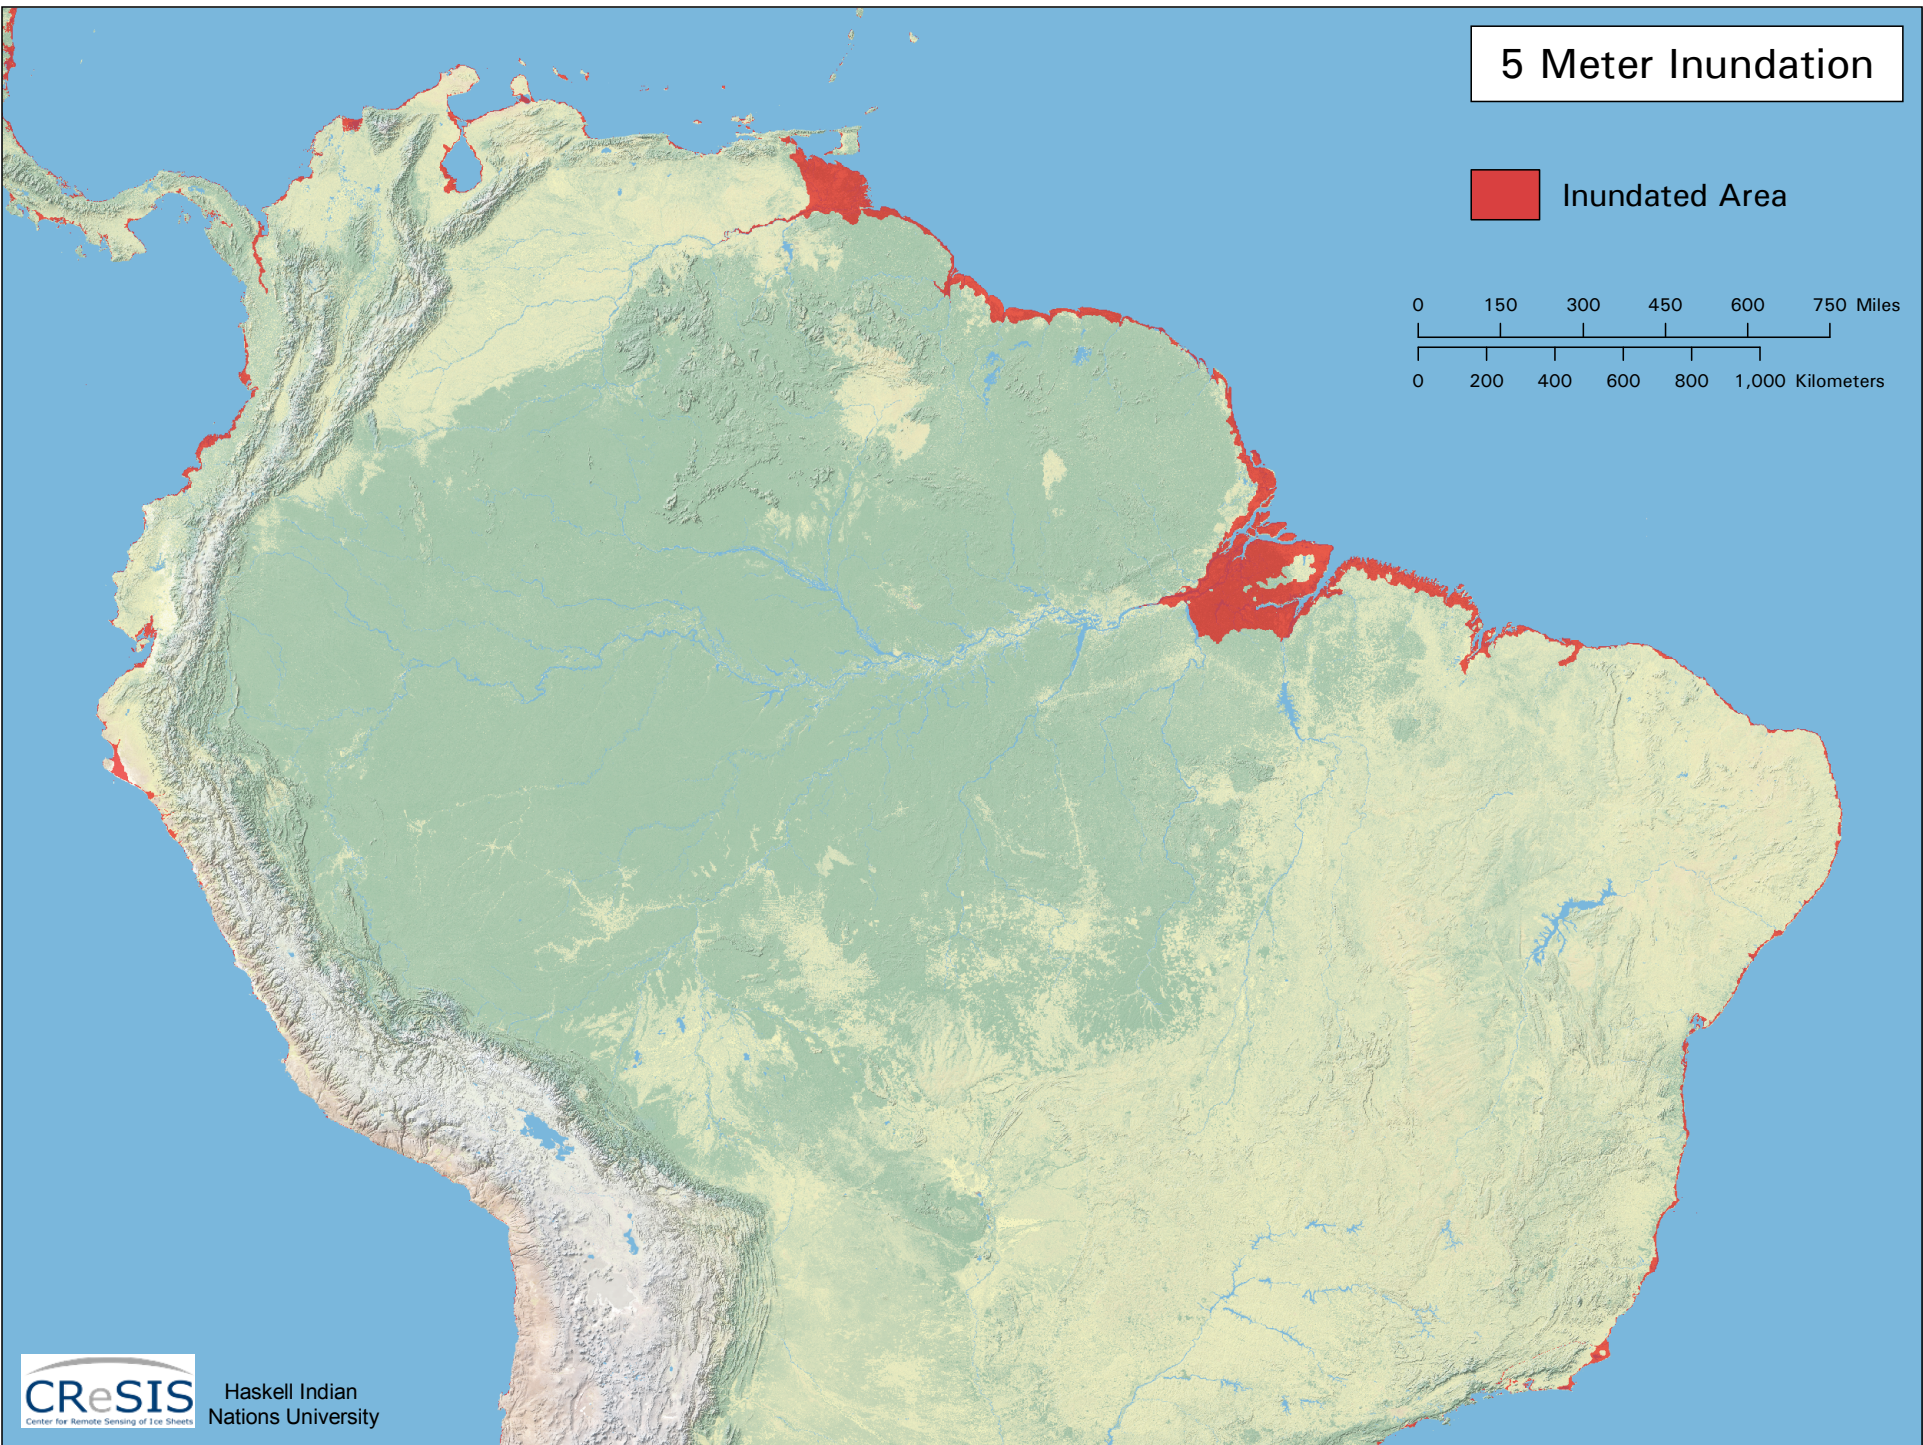 5 Meter Inundation
Inundated Area
0 150 300 450 600 750 Miles
0 200 400 600 800 1,000 Kilometers
CReSIS
Center for Remote Sensing of Ice Sheets
Haskell Indian
Nations University